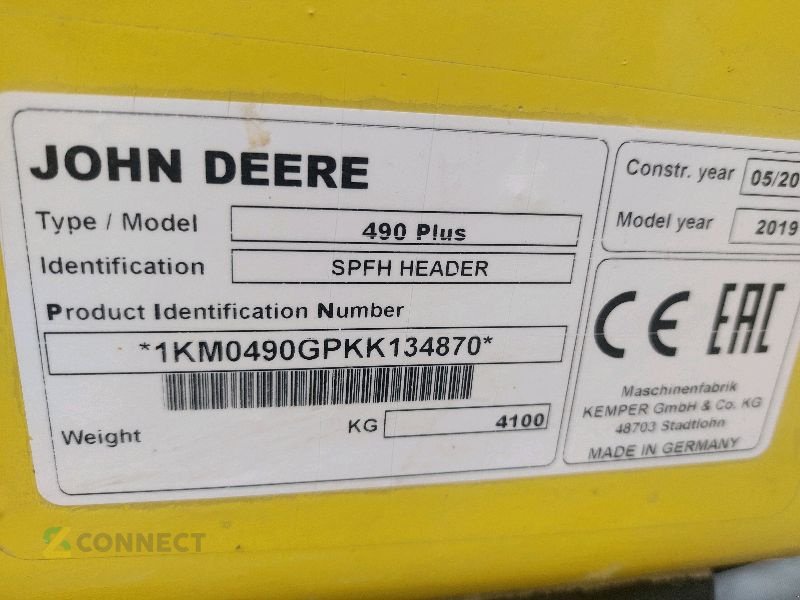 JOHN DEERE
Type / Model 490 Plus
Identification SPFH HEADER
Product Identification Number
*1KM0490GPKK134870*
Weight KG 4100
Constr. year 05/20
Model year 2019
CE EAC
Maschinenfabrik
KEMPER GmbH & Co. KG
48703 Stadtlohn
MADE IN GERMANY
CONNECT